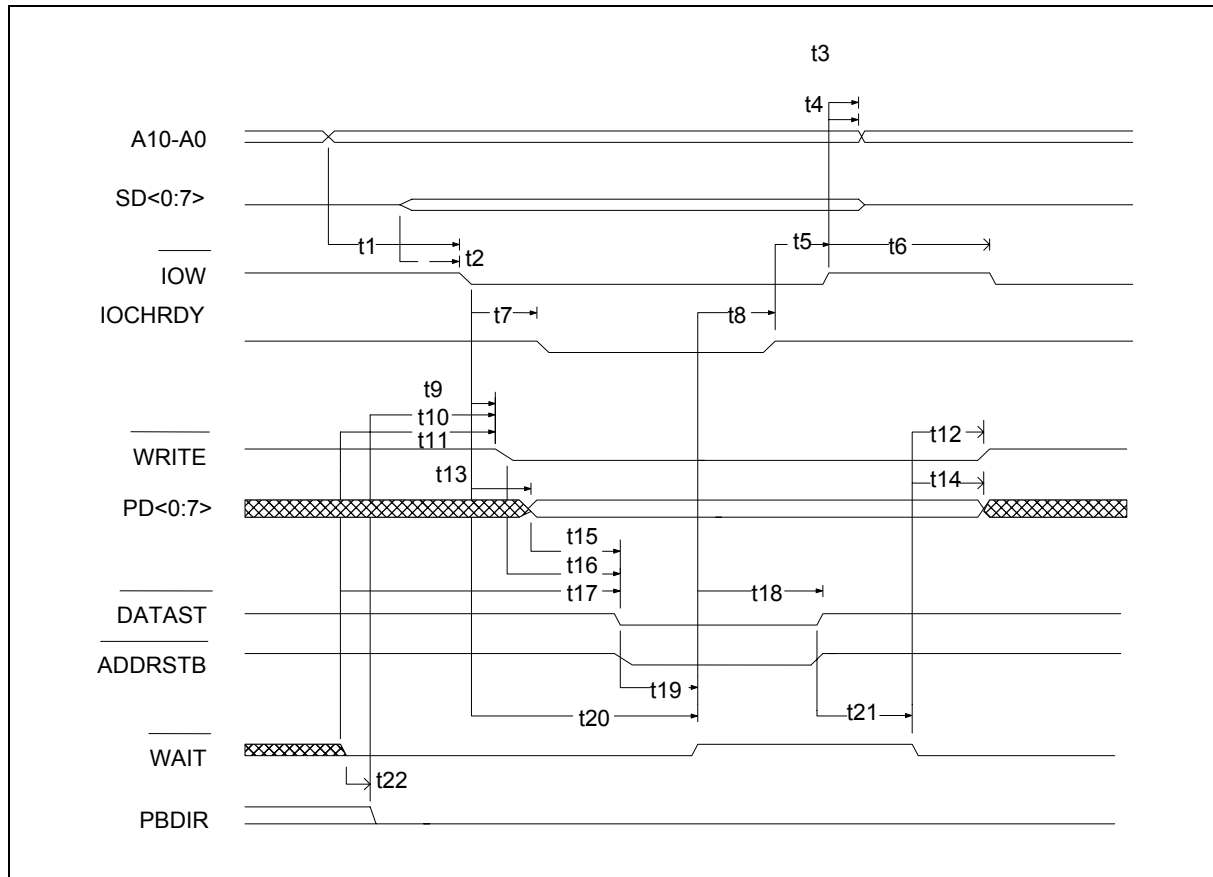 t3
t4
A10-A0
SD<0:7>
t1
t2
t5
t6
IOW
IOCHRDY
t7
t8
t9
t10
t11
t12
WRITE
t13
t14
PD<0:7>
t15
t16
t17
t18
DATAST
ADDRSTB
t19
t20
t21
WAIT
t22
PBDIR